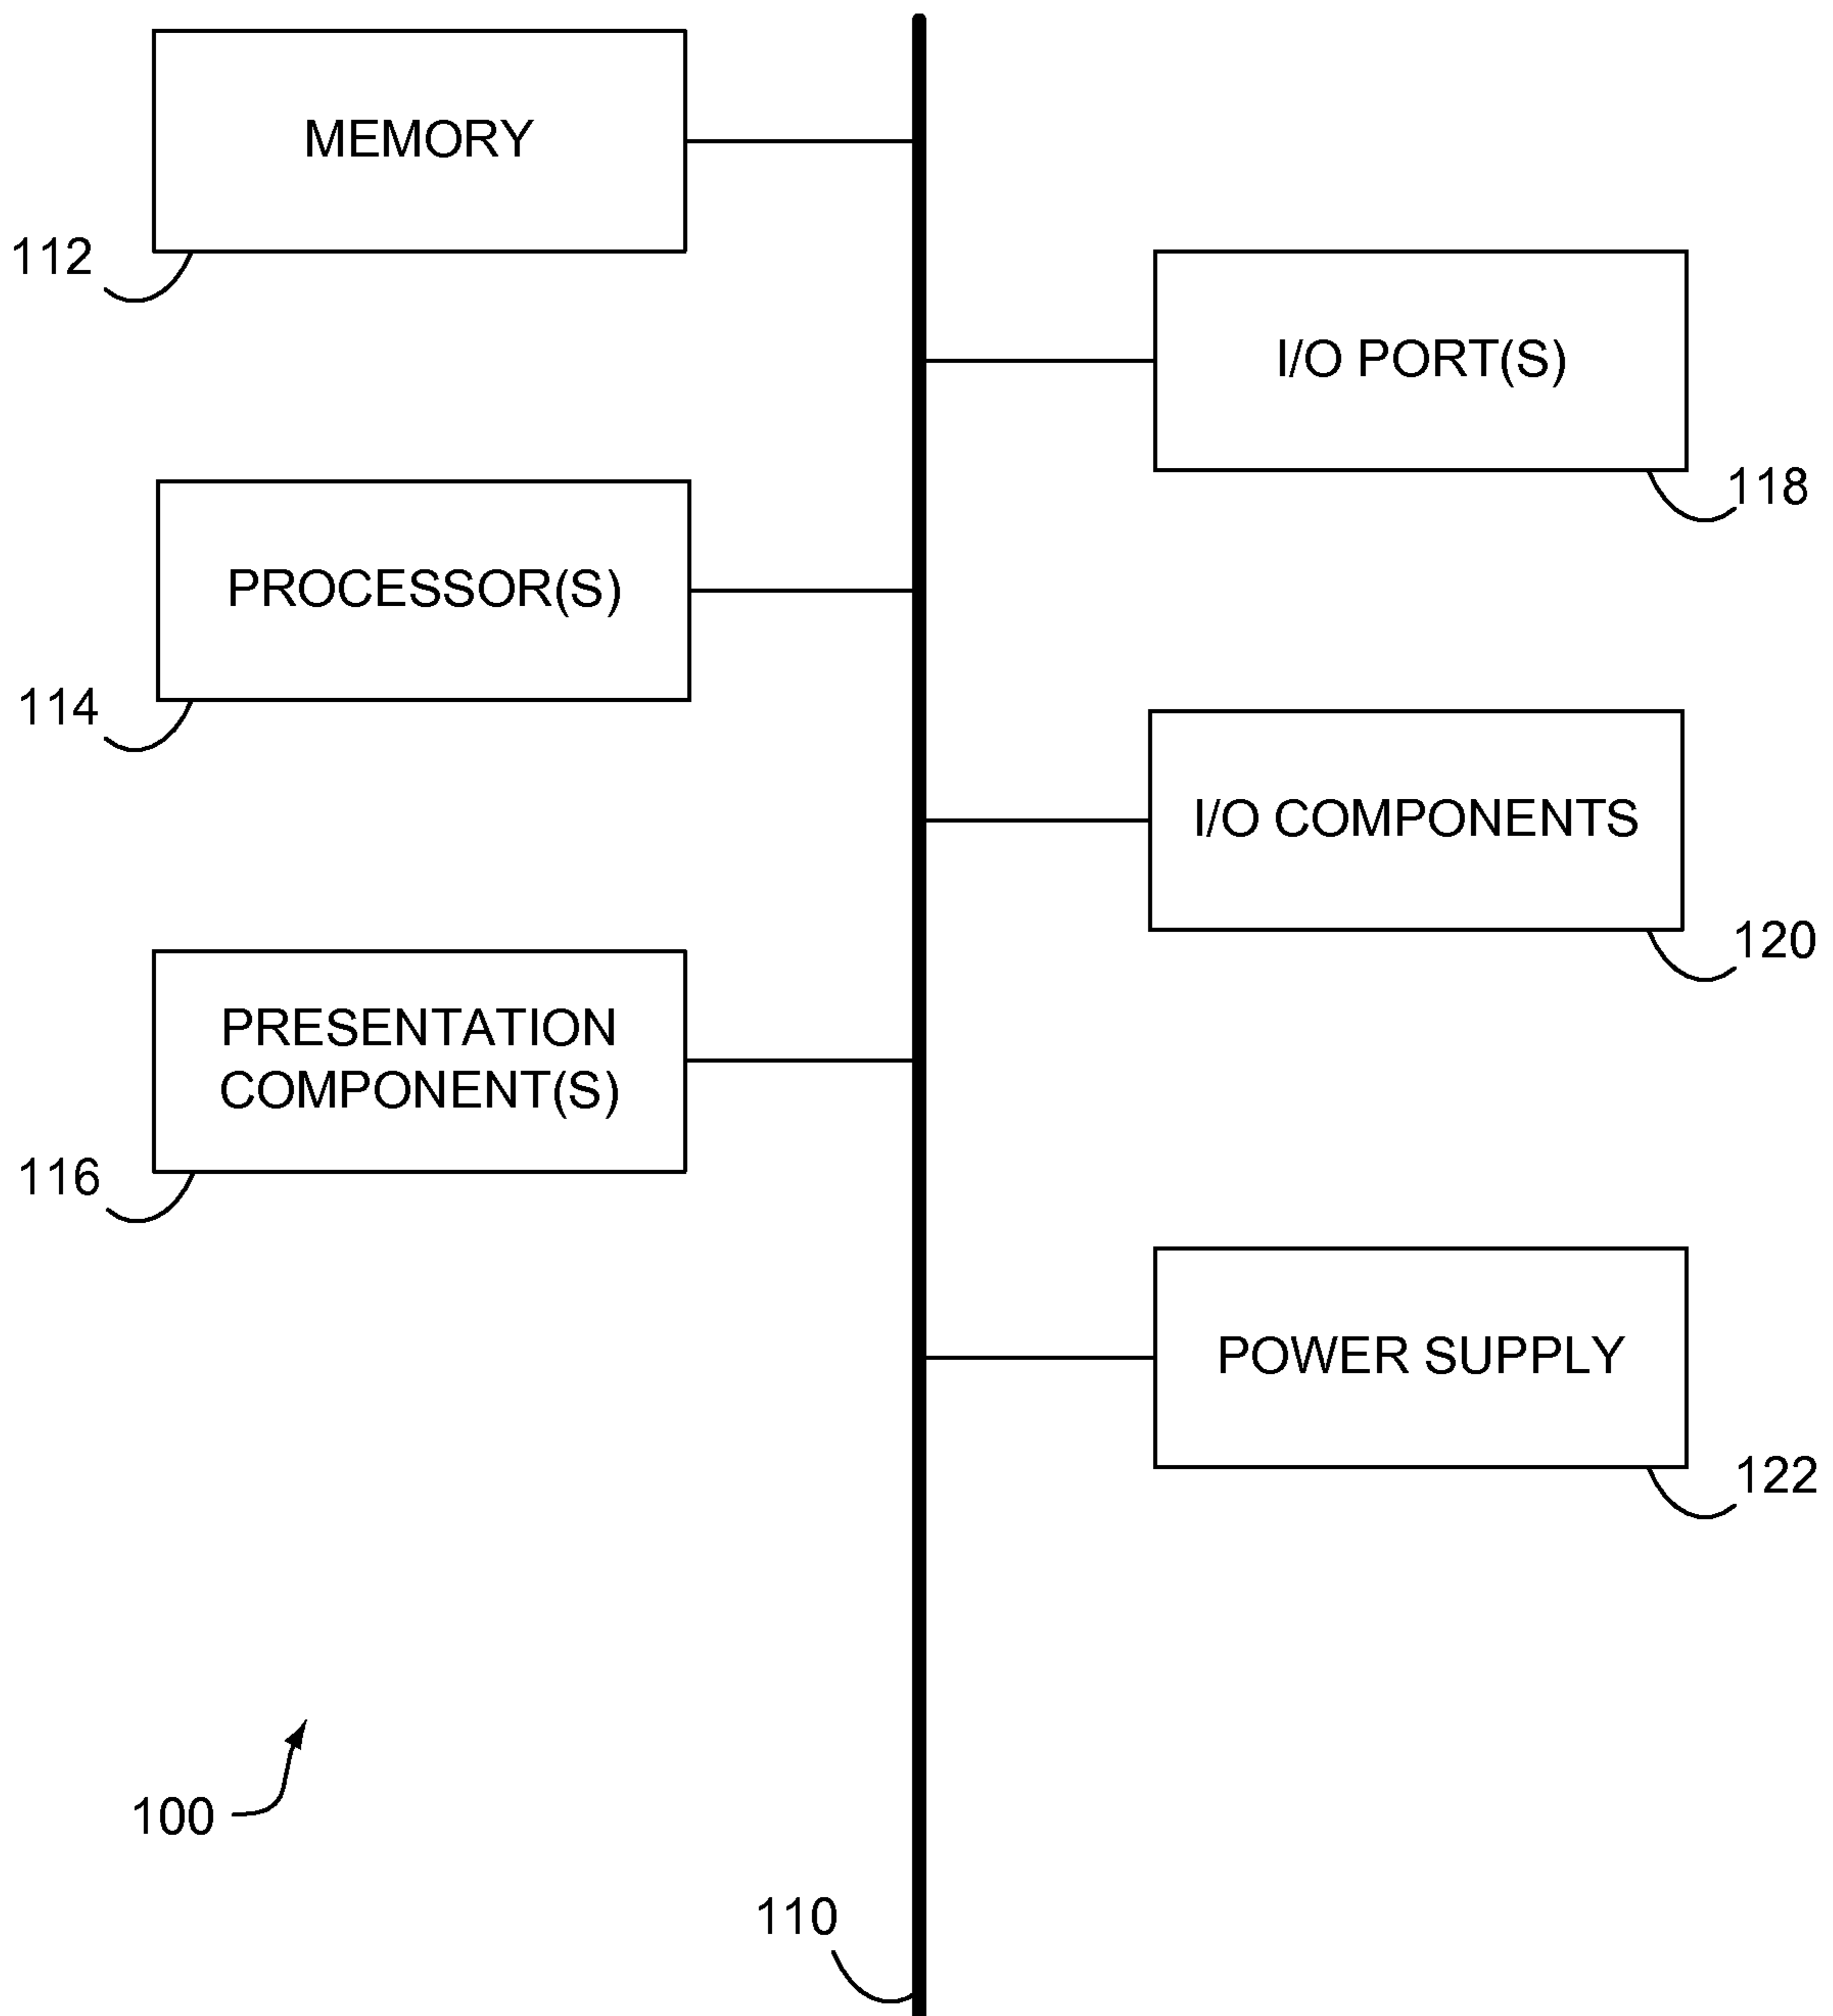 MEMORY
112
I/O PORT(S)
118
PROCESSOR(S)
114
I/O COMPONENTS
120
PRESENTATION
COMPONENT(S)
116
POWER SUPPLY
122
100
110